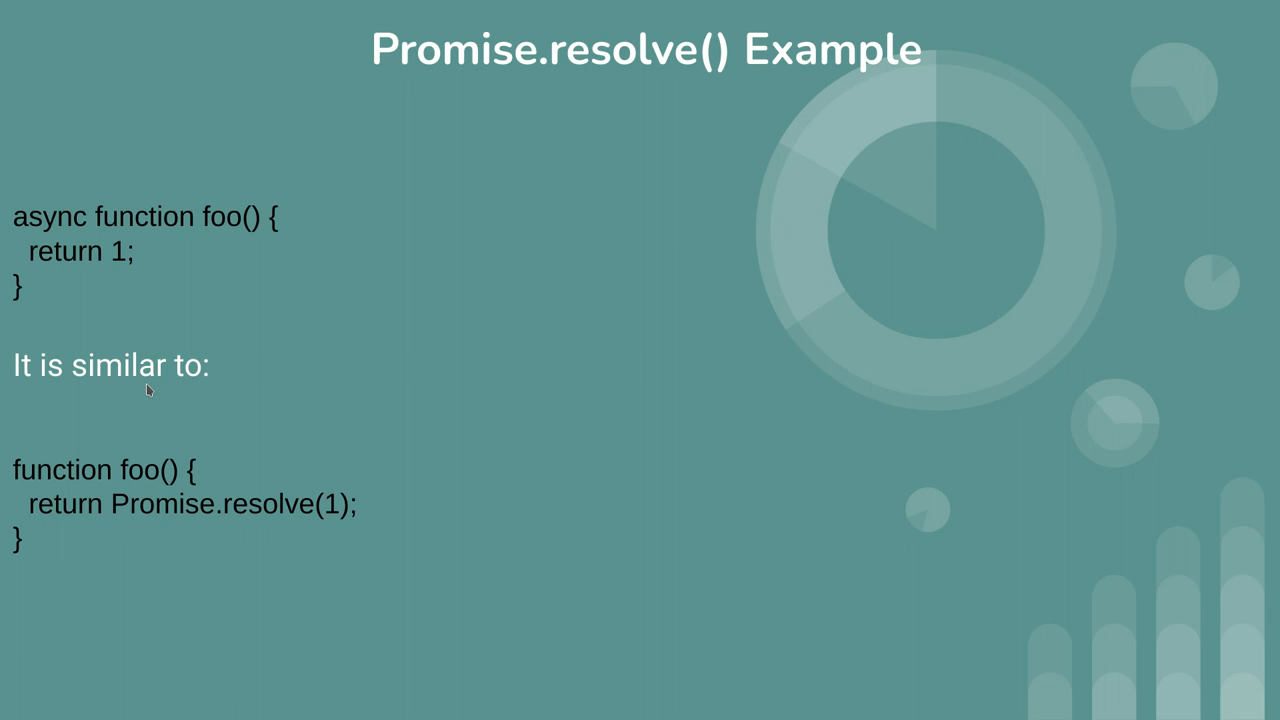 Promise.resolve() Example
async function foo() {
  return 1;
}
It is similar to:
function foo() {
  return Promise.resolve(1);
}